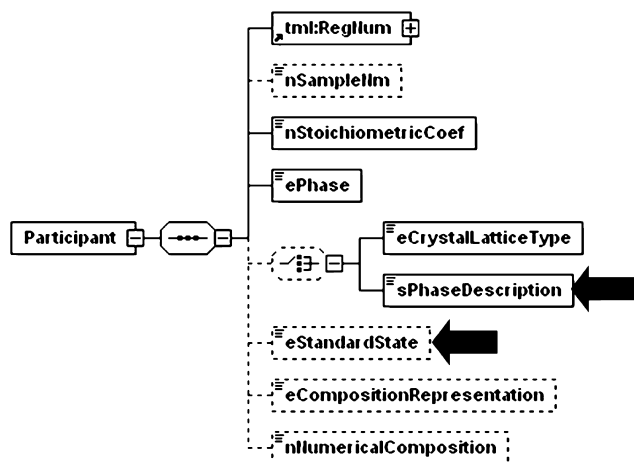 tml:RegNum
nSampleNm
nStoichiometricCoef
ePhase
Participant
eCrystalLatticeType
sPhaseDescription
eStandardState
eCompositionRepresentation
nNumericalComposition